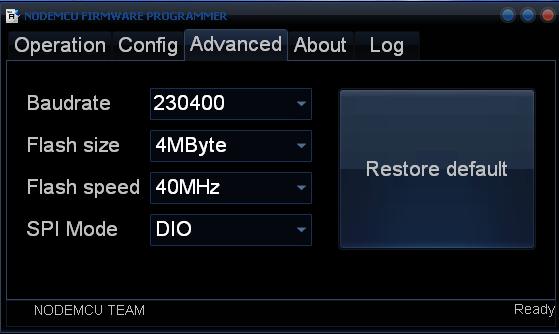 NODEMCU FIRMWARE PROGRAMMER
Operation Config Advanced About Log
Baudrate 230400
Flash size 4MByte
Flash speed 40MHz
SPI Mode DIO
Restore default
NODEMCU TEAM Ready